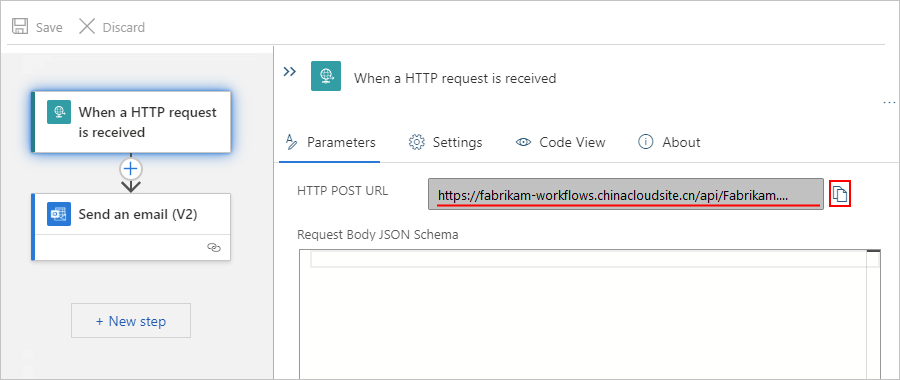 Save
Discard
When a HTTP request
is received
Send an email (V2)
+ New step
When a HTTP request is received
...
Parameters
Settings
Code View
About
HTTP POST URL
https://fabrikam-workflows.chinacloudsite.cn/api/Fabrikam....
Request Body JSON Schema